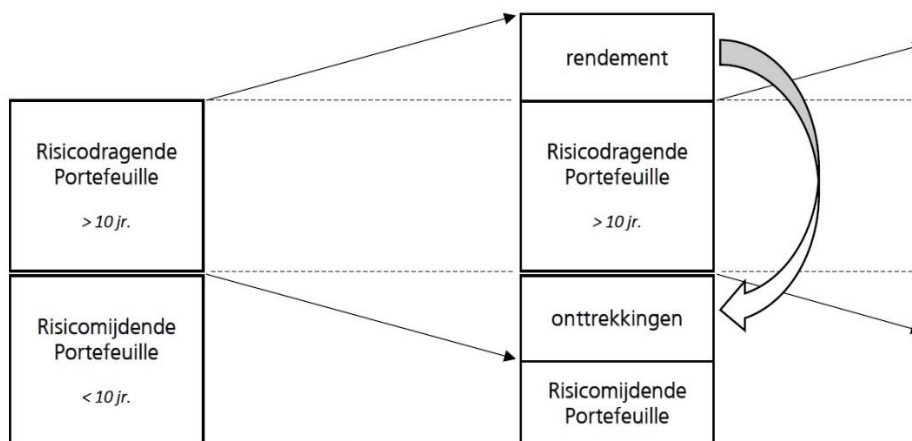 Risicodragende
Portefeuille
> 10 jr.
Risicomijdende
Portefeuille
< 10 jr.
rendement
Risicodragende
Portefeuille
> 10 jr.
onttrekkingen
Risicomijdende
Portefeuille